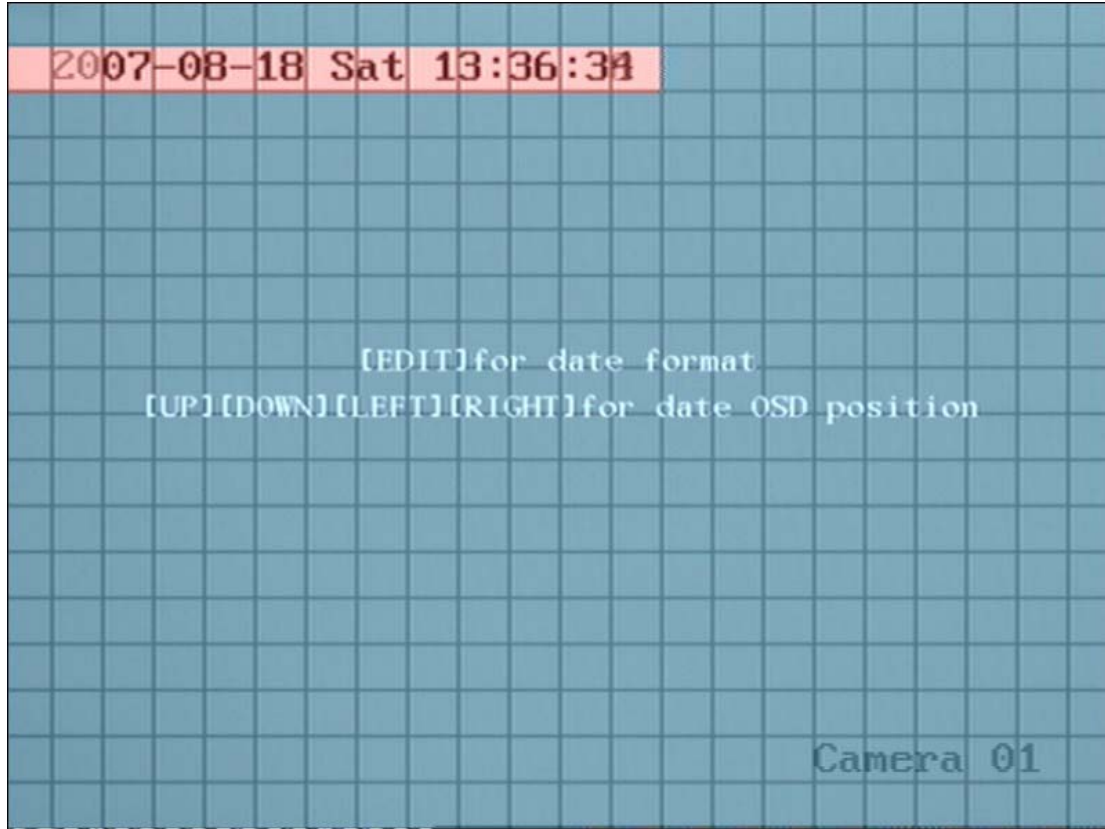 2007-08-18 Sat 13:36:34
[EDIT]for date format
[UP][DOWN][LEFT][RIGHT]for date OSD position
Camera 01